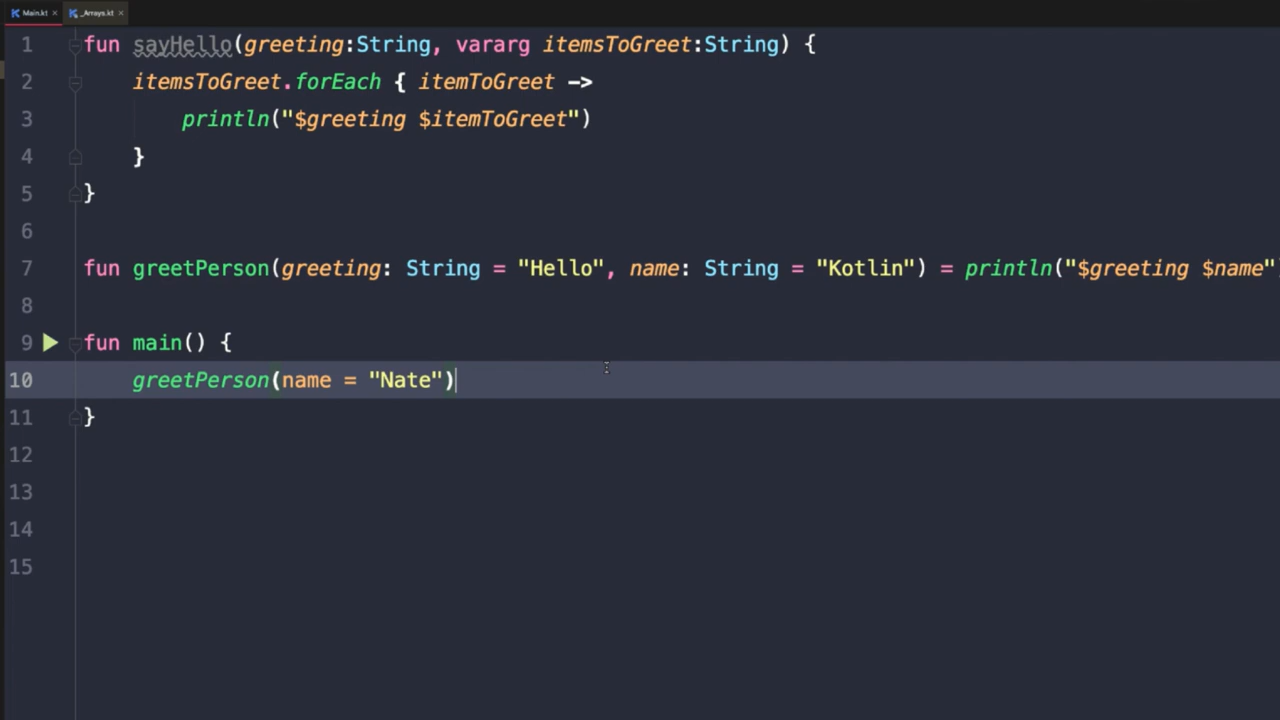 Main.kt × _Arrays.kt ×
1 fun sayHello(greeting:String, vararg itemsToGreet:String) {
2 itemsToGreet.forEach { itemToGreet ->
3 println("$greeting $itemToGreet")
4 }
5 }
6
7 fun greetPerson(greeting: String = "Hello", name: String = "Kotlin") = println("$greeting $name"
8
9 fun main() {
10 greetPerson(name = "Nate")
11 }
12
13
14
15